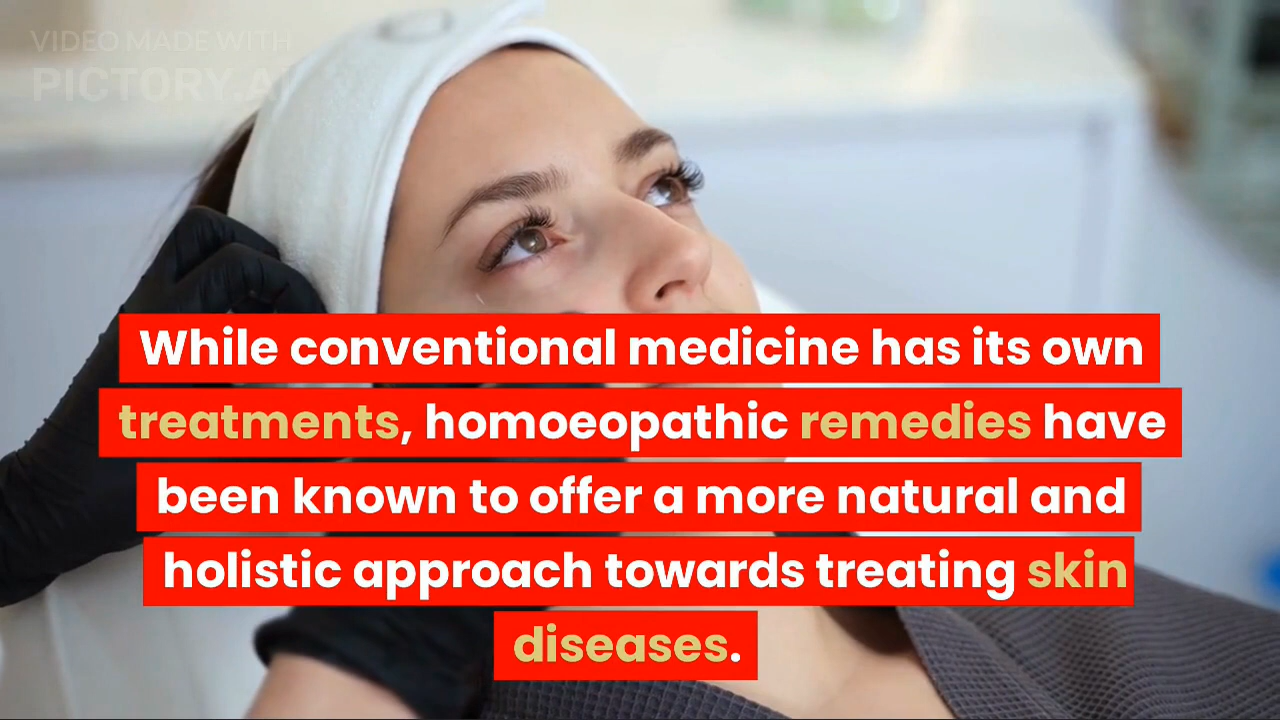 VIDEO MADE WITH
PICTORY.AI
While conventional medicine has its own
treatments, homoeopathic remedies have
been known to offer a more natural and
holistic approach towards treating skin
diseases.